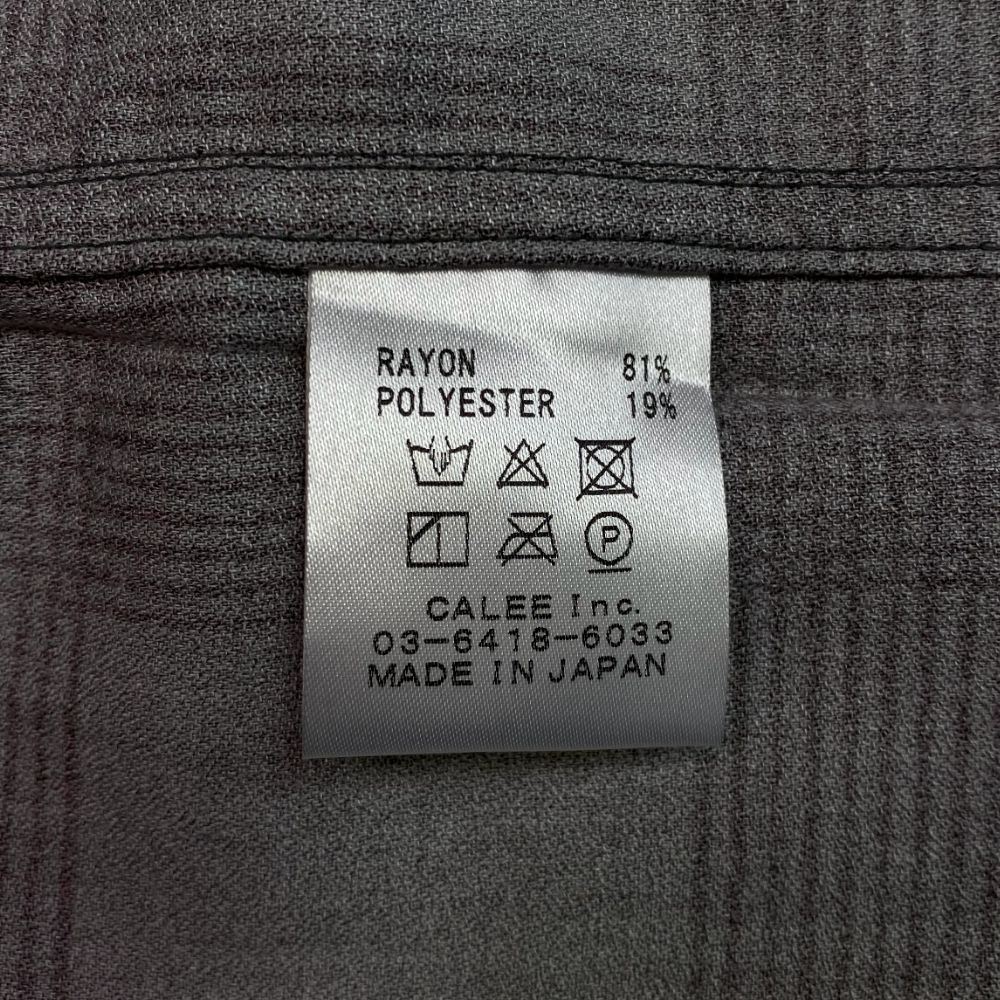 RAYON 81%
POLYESTER 19%
P
CALEE Inc.
03-6418-6033
MADE IN JAPAN